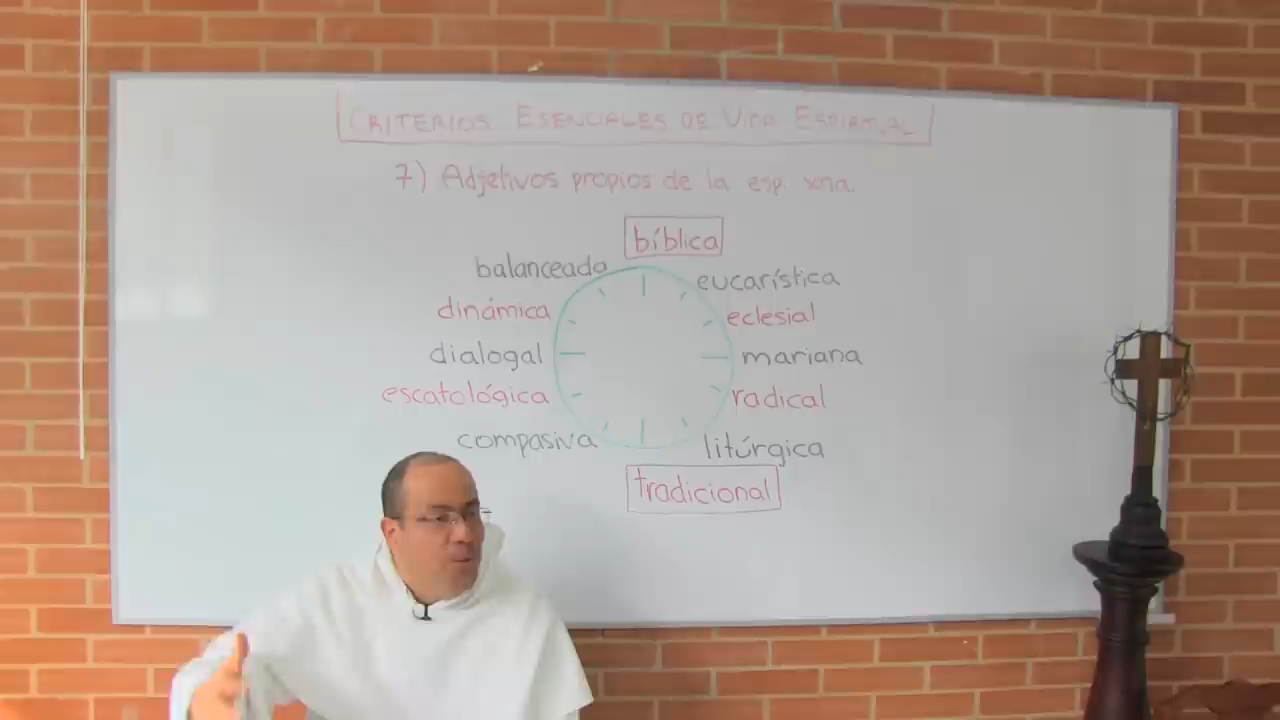 CRITERIOS ESENCIALES DE VIDA ESPIRITUAL
7) Adjetivos propios de la esp. xna.
bíblica
balanceada eucarística
dinámica eclesial
dialogal mariana
escatológica radical
compasiva litúrgica
tradicional